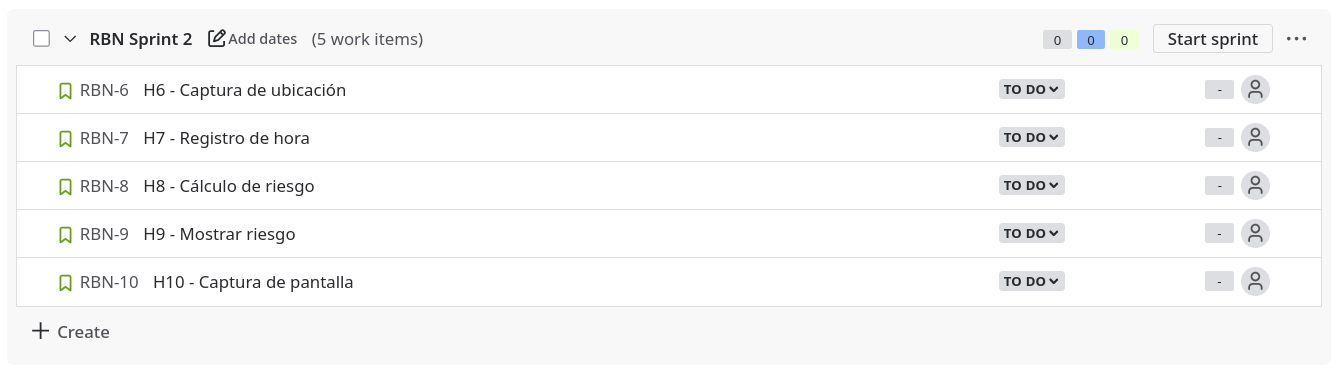 RBN Sprint 2 Add dates (5 work items) 0 0 0 Start sprint
RBN-6 H6 - Captura de ubicación TO DO -
RBN-7 H7 - Registro de hora TO DO -
RBN-8 H8 - Cálculo de riesgo TO DO -
RBN-9 H9 - Mostrar riesgo TO DO -
RBN-10 H10 - Captura de pantalla TO DO -
Create